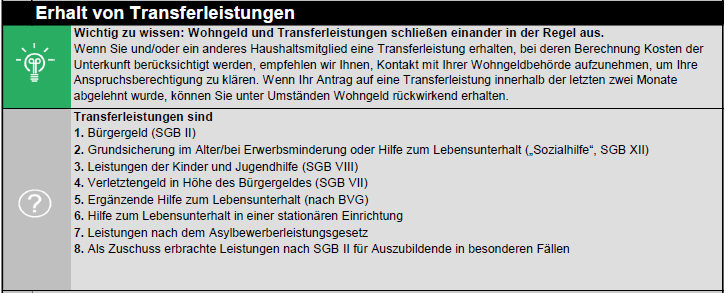 Erhalt von Transferleistungen
Wichtig zu wissen: Wohngeld und Transferleistungen schließen einander in der Regel aus.
Wenn Sie und/oder ein anderes Haushaltsmitglied eine Transferleistung erhalten, bei deren Berechnung Kosten der
Unterkunft berücksichtigt werden, empfehlen wir Ihnen, Kontakt mit Ihrer Wohngeldbehörde aufzunehmen, um Ihre
Anspruchsberechtigung zu klären. Wenn Ihr Antrag auf eine Transferleistung innerhalb der letzten zwei Monate
abgelehnt wurde, können Sie unter Umständen Wohngeld rückwirkend erhalten.
Transferleistungen sind
1. Bürgergeld (SGB II)
2. Grundsicherung im Alter/bei Erwerbsminderung oder Hilfe zum Lebensunterhalt („Sozialhilfe“, SGB XII)
3. Leistungen der Kinder und Jugendhilfe (SGB VIII)
4. Verletztengeld in Höhe des Bürgergeldes (SGB VII)
5. Ergänzende Hilfe zum Lebensunterhalt (nach BVG)
6. Hilfe zum Lebensunterhalt in einer stationären Einrichtung
7. Leistungen nach dem Asylbewerberleistungsgesetz
8. Als Zuschuss erbrachte Leistungen nach SGB II für Auszubildende in besonderen Fällen